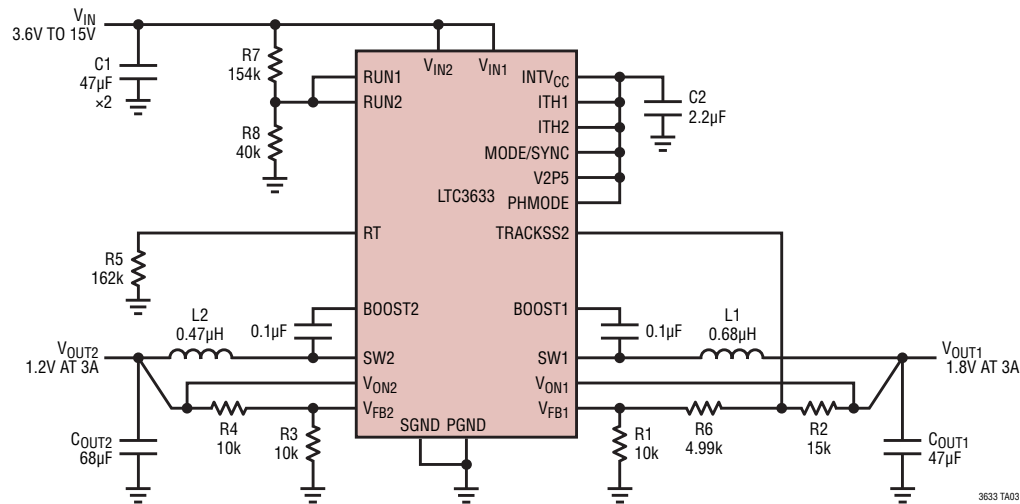 VIN
3.6V TO 15V
C1
47µF
×2
R7
154k
R8
40k
VIN2
VIN1
RUN1
RUN2
INTVCC
ITH1
ITH2
MODE/SYNC
V2P5
PHMODE
C2
2.2µF
LTC3633
RT
TRACKSS2
R5
162k
BOOST2
BOOST1
L2
0.47µH
0.1µF
0.1µF
L1
0.68µH
VOUT2
1.2V AT 3A
SW2
SW1
VOUT1
1.8V AT 3A
VON2
VON1
VFB2
VFB1
SGND
PGND
COUT2
68µF
R4
10k
R3
10k
R1
10k
R6
4.99k
R2
15k
COUT1
47µF
3633 TA03